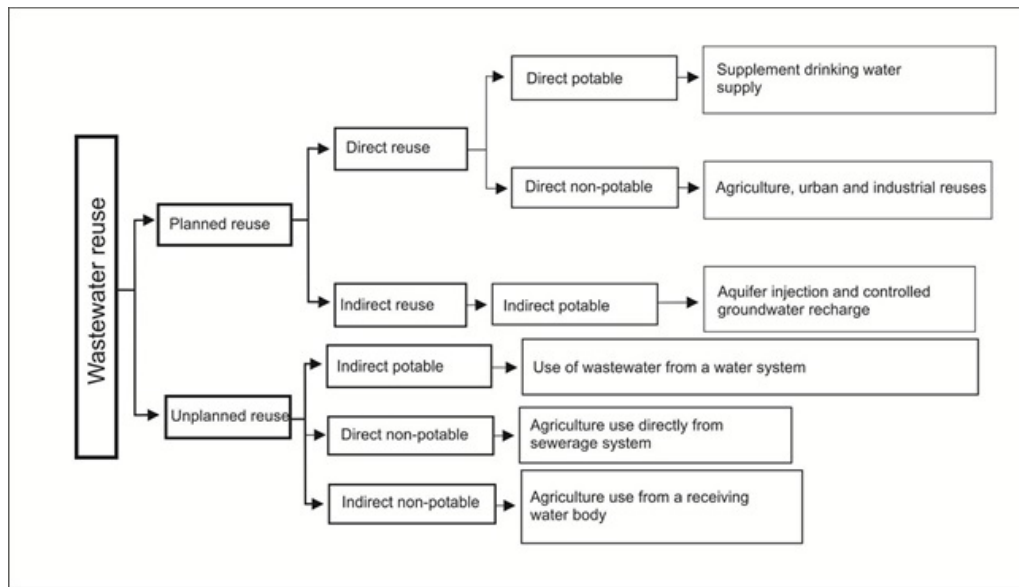 Wastewater reuse
Planned reuse
Direct reuse
Direct potable
Supplement drinking water
supply
Direct non-potable
Agriculture, urban and industrial reuses
Indirect reuse
Indirect potable
Aquifer injection and controlled
groundwater recharge
Unplanned reuse
Indirect potable
Use of wastewater from a water system
Direct non-potable
Agriculture use directly from
sewerage system
Indirect non-potable
Agriculture use from a receiving
water body